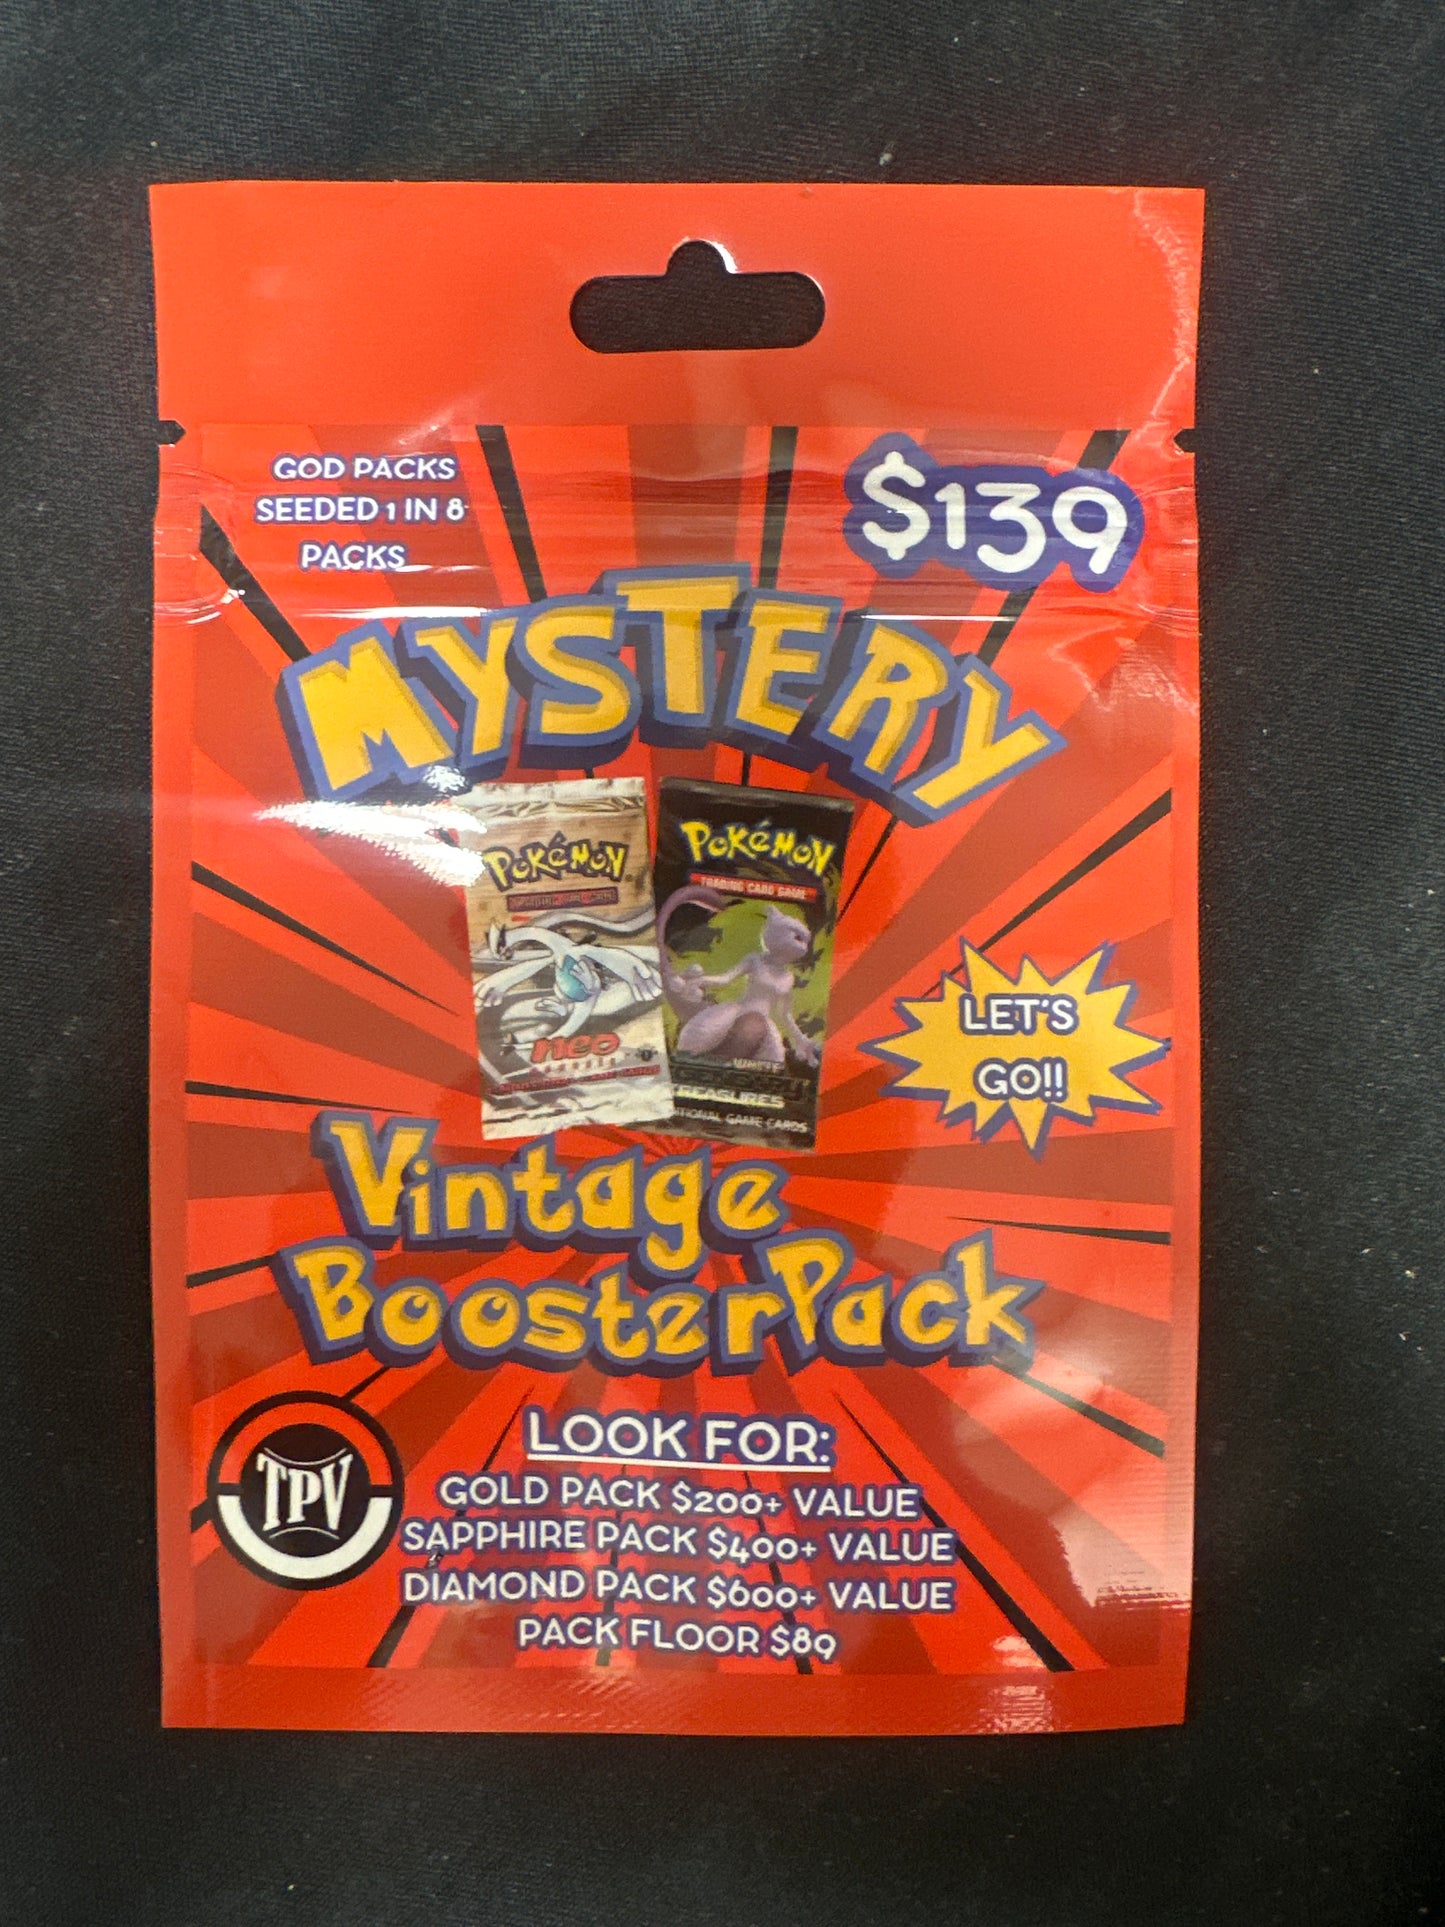 GOD PACKS
SEEDED 1 IN 8
PACKS
$139
MYSTERY
POKéMON
POKéMON
TRADING CARD GAME
neo
TREASURES
LET'S
GO!!
Vintage
BoosterPack
LOOK FOR:
TPV
GOLD PACK $200+ VALUE
SAPPHIRE PACK $400+ VALUE
DIAMOND PACK $600+ VALUE
PACK FLOOR $89